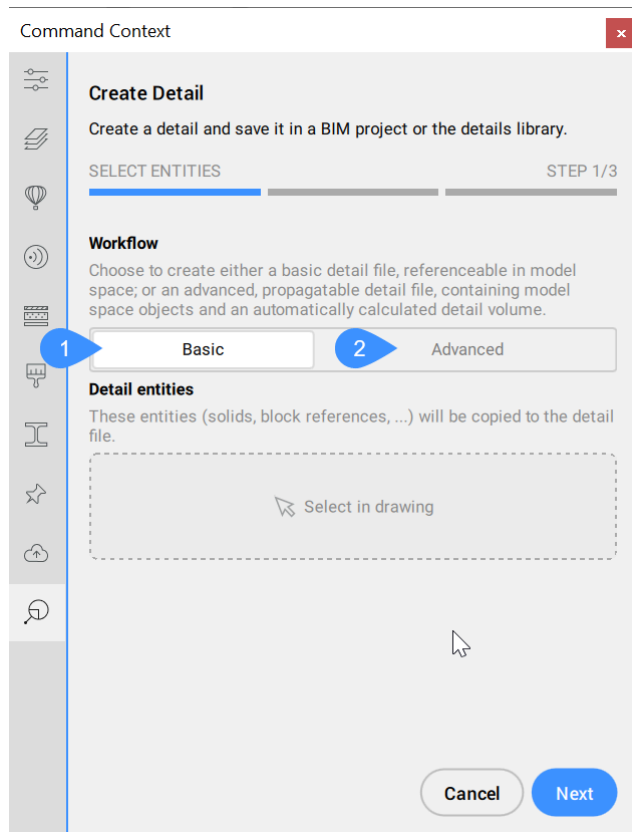 Command Context
Create Detail
Create a detail and save it in a BIM project or the details library.
SELECT ENTITIES STEP 1/3
Workflow
Choose to create either a basic detail file, referenceable in model
space; or an advanced, propagatable detail file, containing model
space objects and an automatically calculated detail volume.
1 Basic 2 Advanced
Detail entities
These entities (solids, block references, ...) will be copied to the detail
file.
Select in drawing
Cancel Next